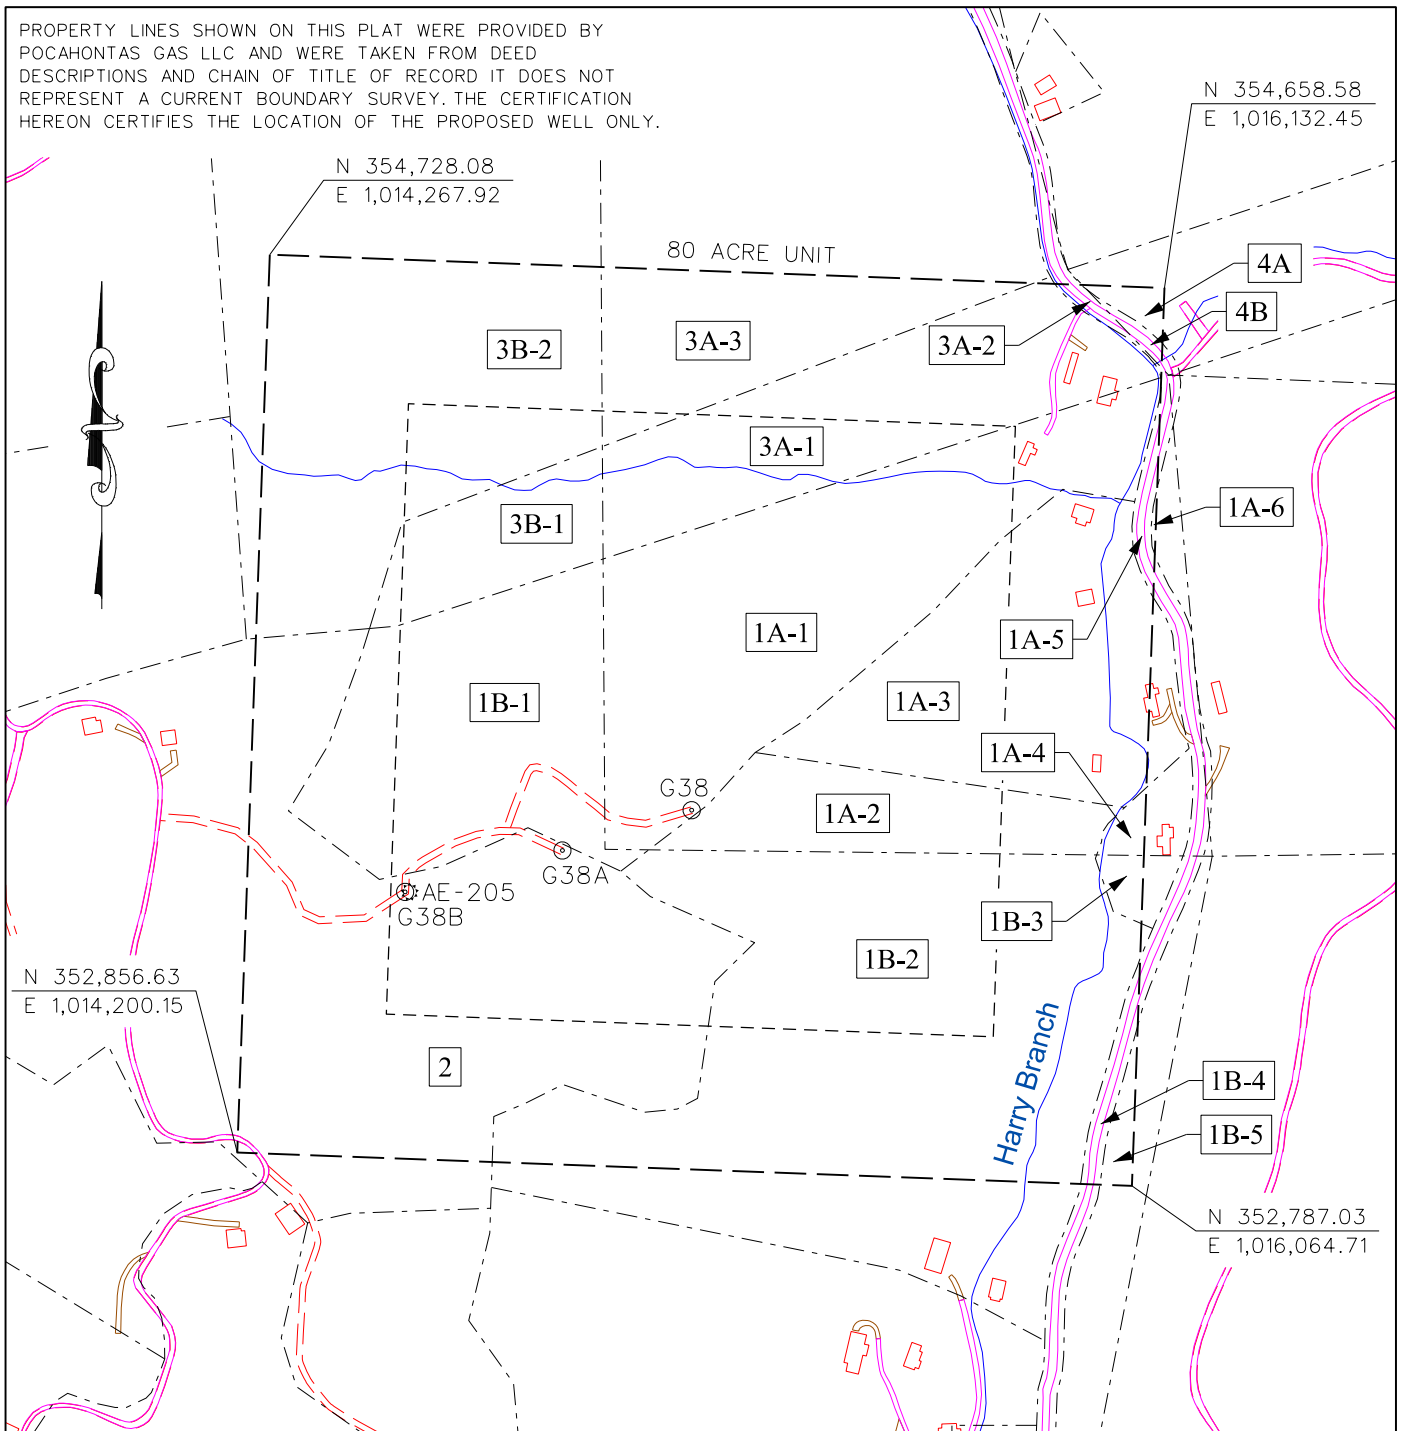 PROPERTY LINES SHOWN ON THIS PLAT WERE PROVIDED BY
POCAHONTAS GAS LLC AND WERE TAKEN FROM DEED
DESCRIPTIONS AND CHAIN OF TITLE OF RECORD IT DOES NOT
REPRESENT A CURRENT BOUNDARY SURVEY. THE CERTIFICATION
HEREON CERTIFIES THE LOCATION OF THE PROPOSED WELL ONLY.
N 354,658.58
E 1,016,132.45
N 354,728.08
E 1,014,267.92
80 ACRE UNIT
4A
4B
3B-2
3A-3
3A-2
3A-1
3B-1
1A-6
1A-1
1A-5
1B-1
1A-3
1A-4
G38
1A-2
G38A
AE-205
G38B
1B-3
1B-2
N 352,856.63
E 1,014,200.15
Harry Branch
2
1B-4
1B-5
N 352,787.03
E 1,016,064.71